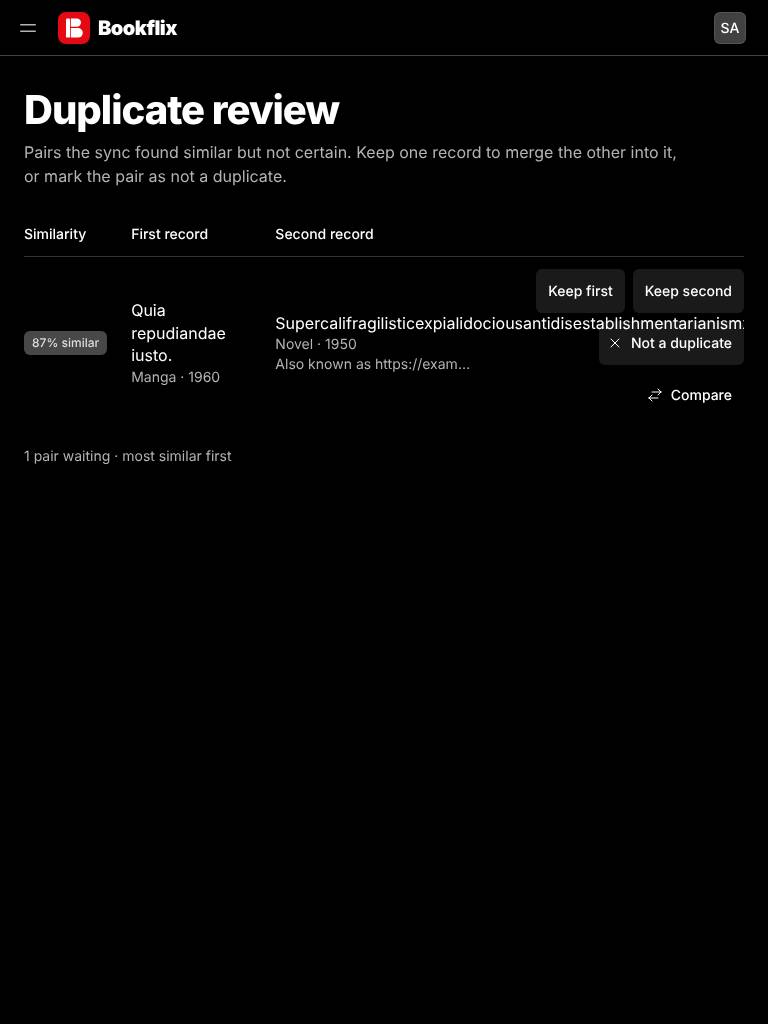 Bookflix
SA
Duplicate review
Pairs the sync found similar but not certain. Keep one record to merge the other into it,
or mark the pair as not a duplicate.
Similarity First record Second record
87% similar
Quia
repudiandae
iusto.
Manga · 1960
Supercalifragilisticexpialidociousantidisestablishmentarianism
Novel · 1950
Also known as https://exam…
Keep first Keep second
Not a duplicate
Compare
1 pair waiting · most similar first